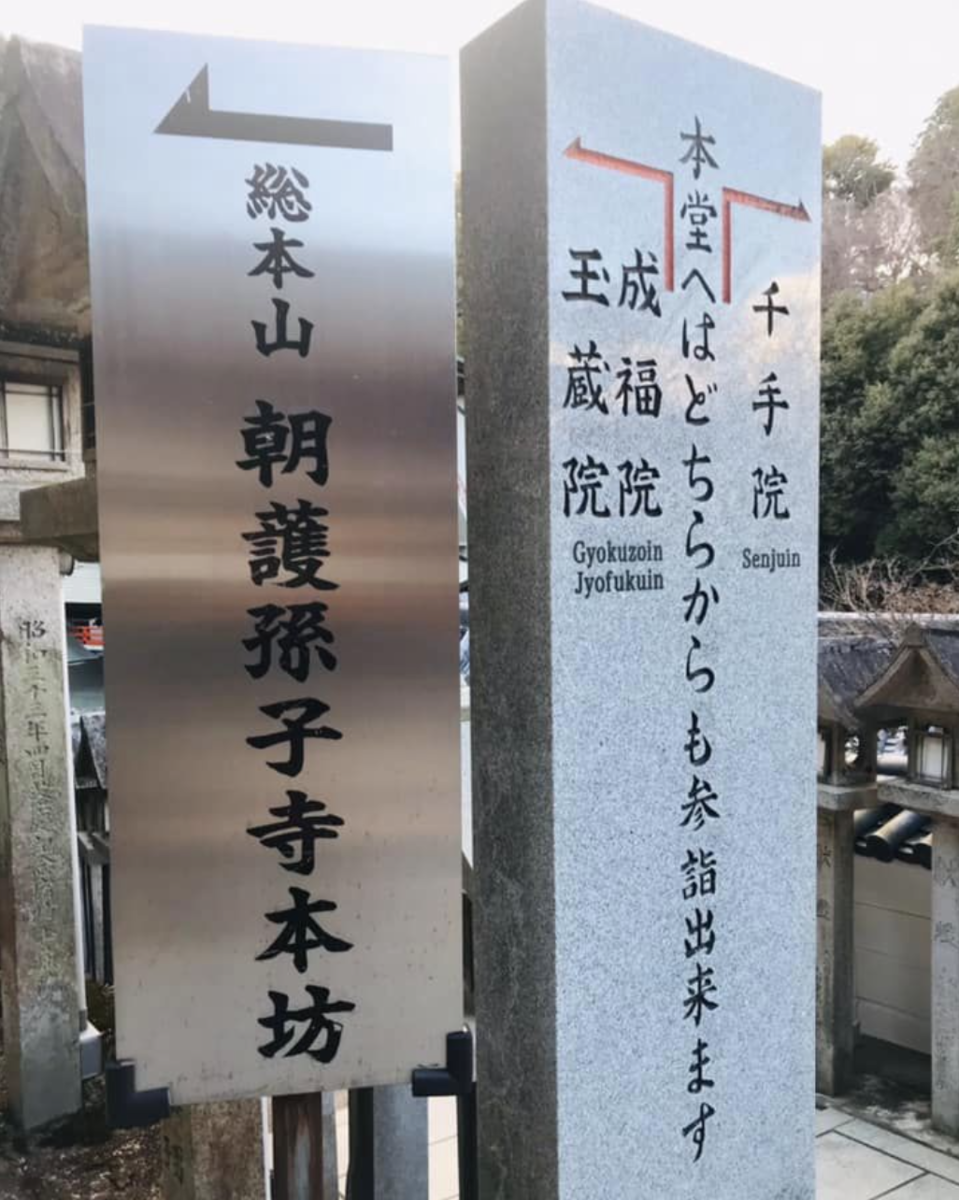 総本山 朝護孫子寺本坊
千手院
Senjuin
本堂へはどちらからも参詣出来ます
成福院
玉蔵院
Gyokuzoin
Jyofukuin